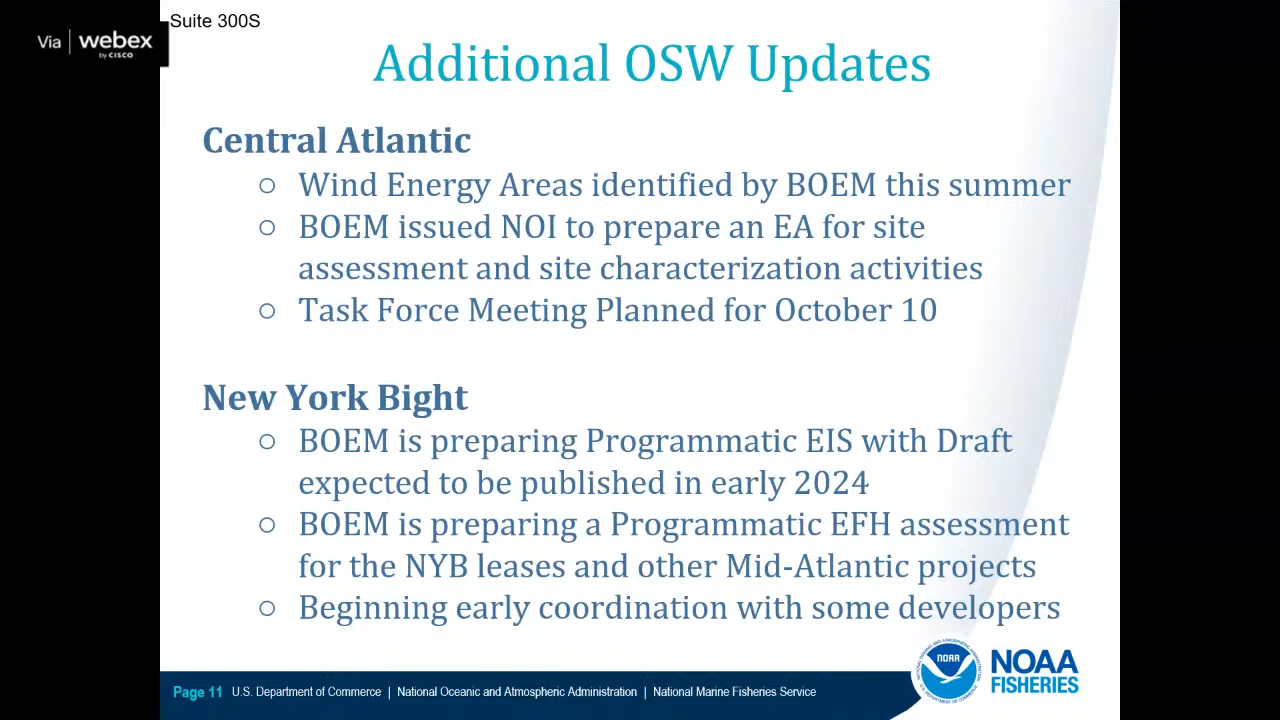 Suite 300S
Via | webex
by CISCO
Additional OSW Updates
Central Atlantic
○ Wind Energy Areas identified by BOEM this summer
○ BOEM issued NOI to prepare an EA for site
assessment and site characterization activities
○ Task Force Meeting Planned for October 10
New York Bight
○ BOEM is preparing Programmatic EIS with Draft
expected to be published in early 2024
○ BOEM is preparing a Programmatic EFH assessment
for the NYB leases and other Mid-Atlantic projects
○ Beginning early coordination with some developers
Page 11 U.S. Department of Commerce | National Oceanic and Atmospheric Administration | National Marine Fisheries Service
NOAA
NOAA
FISHERIES